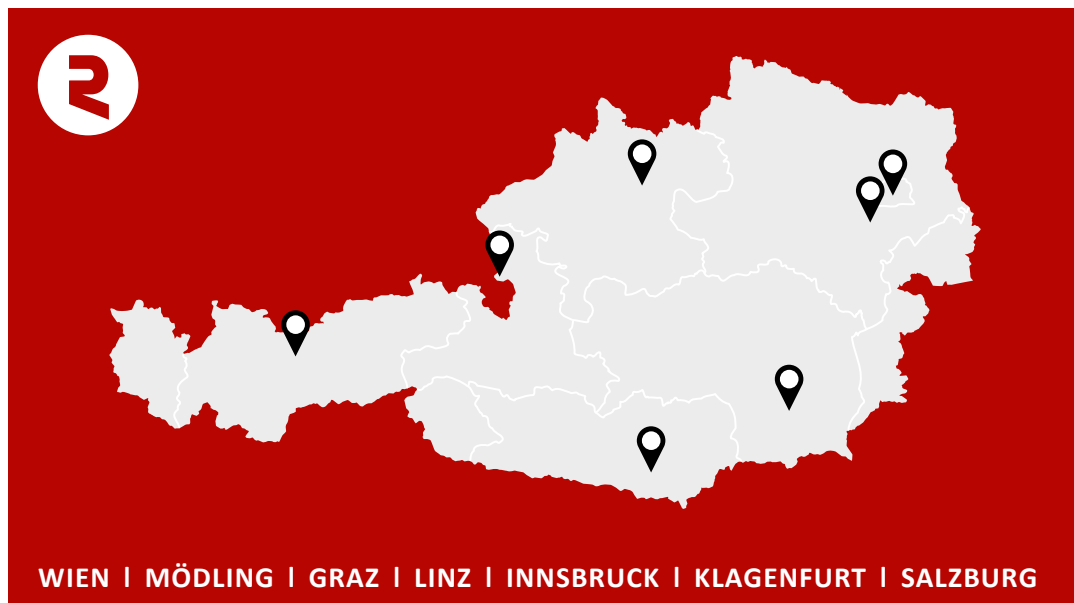 R
WIEN | MÖDLING | GRAZ | LINZ | INNSBRUCK | KLAGENFURT | SALZBURG